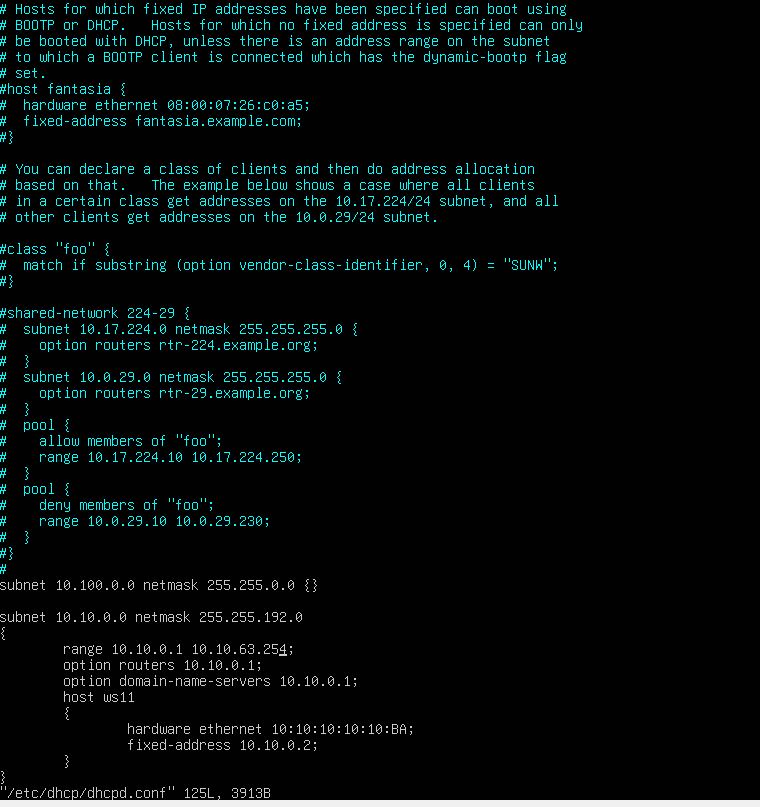 # Hosts for which fixed IP addresses have been specified can boot using
# BOOTP or DHCP.   Hosts for which no fixed address is specified can only
# be booted with DHCP, unless there is an address range on the subnet
# to which a BOOTP client is connected which has the dynamic-bootp flag
# set.
#host fantasia {
#  hardware ethernet 08:00:07:26:c0:a5;
#  fixed-address fantasia.example.com;
#}

# You can declare a class of clients and then do address allocation
# based on that.   The example below shows a case where all clients
# in a certain class get addresses on the 10.17.224/24 subnet, and all
# other clients get addresses on the 10.0.29/24 subnet.

#class "foo" {
#  match if substring (option vendor-class-identifier, 0, 4) = "SUNW";
#}

#shared-network 224-29 {
#  subnet 10.17.224.0 netmask 255.255.255.0 {
#    option routers rtr-224.example.org;
#  }
#  subnet 10.0.29.0 netmask 255.255.255.0 {
#    option routers rtr-29.example.org;
#  }
#  pool {
#    allow members of "foo";
#    range 10.17.224.10 10.17.224.250;
#  }
#  pool {
#    deny members of "foo";
#    range 10.0.29.10 10.0.29.230;
#  }
#}
#
subnet 10.100.0.0 netmask 255.255.0.0 {}

subnet 10.10.0.0 netmask 255.255.192.0
{
        range 10.10.0.1 10.10.63.254;
        option routers 10.10.0.1;
        option domain-name-servers 10.10.0.1;
        host ws11
        {
                hardware ethernet 10:10:10:10:10:BA;
                fixed-address 10.10.0.2;
        }
}
"/etc/dhcp/dhcpd.conf" 125L, 3913B